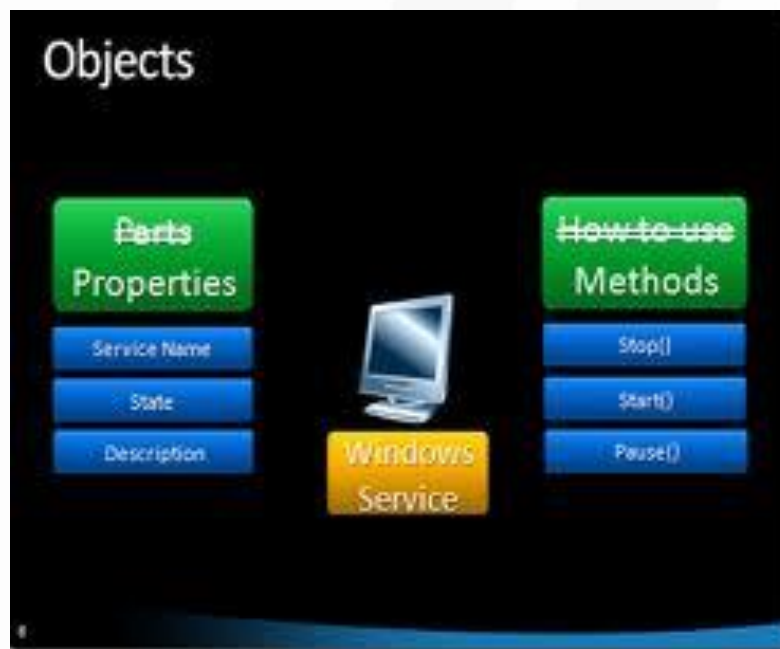 Objects
Parts
Properties
Service Name
State
Description
Windows
Service
How to use
Methods
Stop()
Start()
Pause()